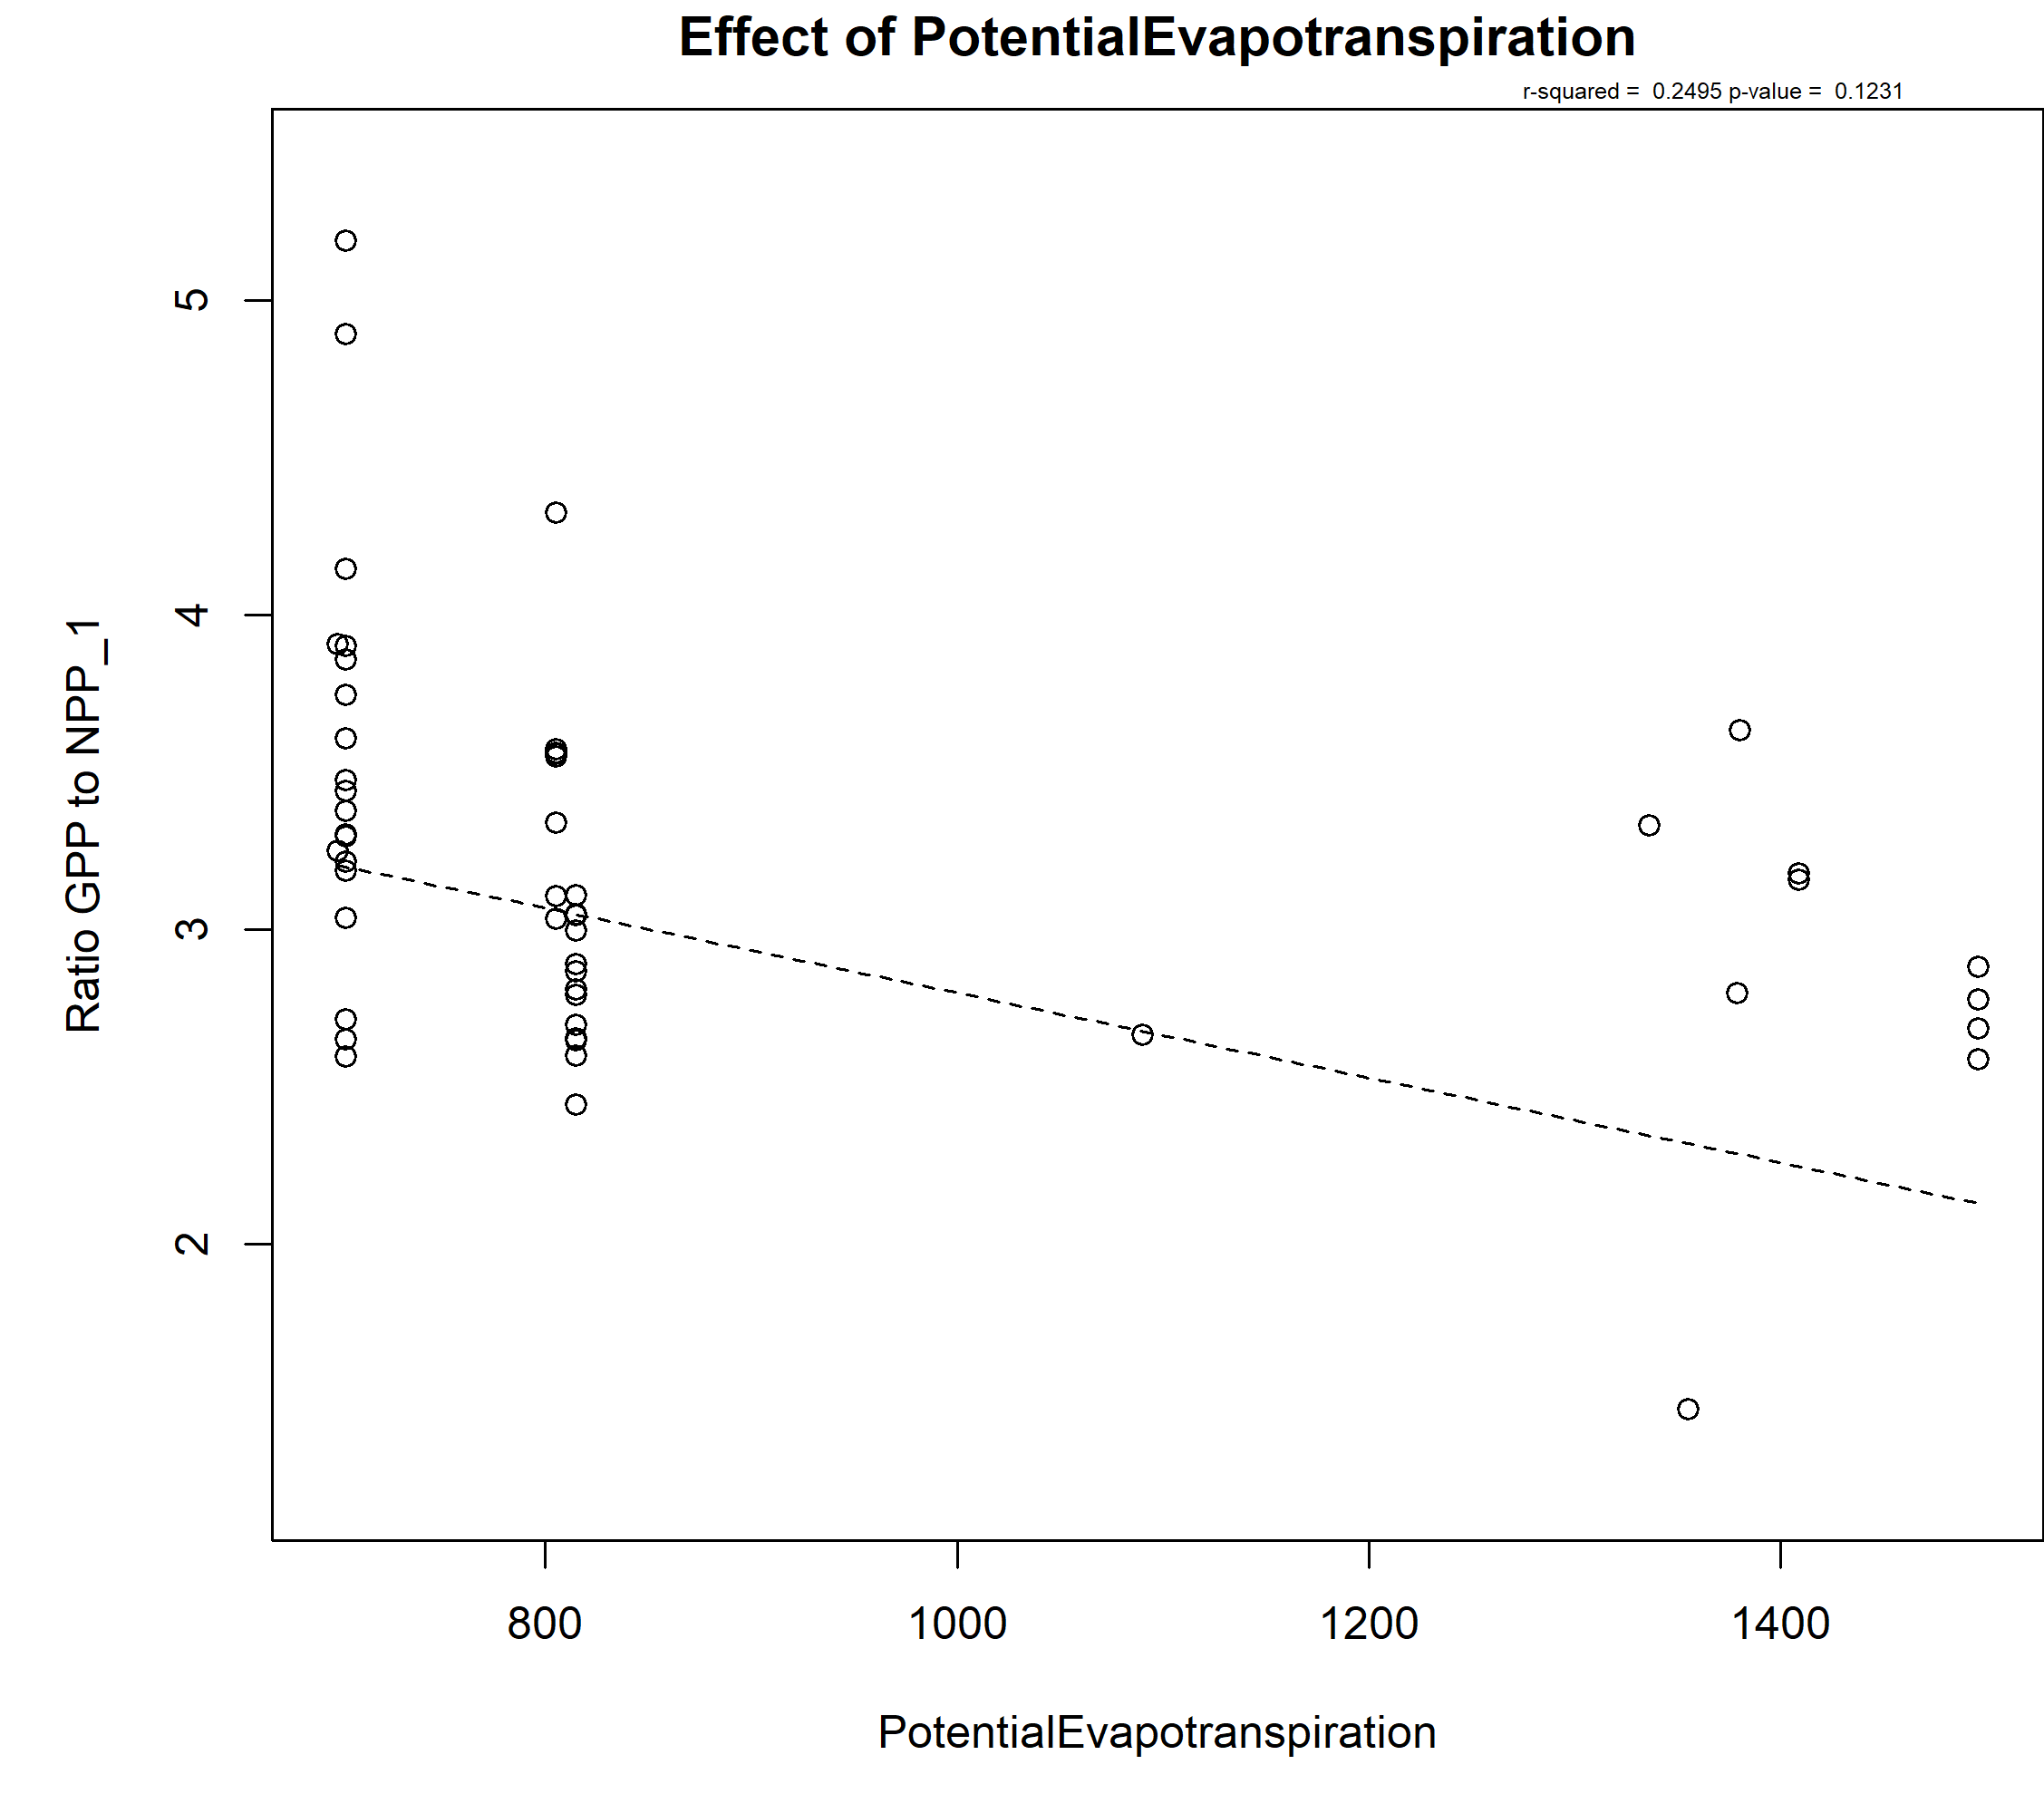 Effect of PotentialEvapotranspiration
r-squared =  0.2495 p-value =  0.1231
Ratio GPP to NPP_1
5
4
3
2
800 1000 1200 1400
PotentialEvapotranspiration